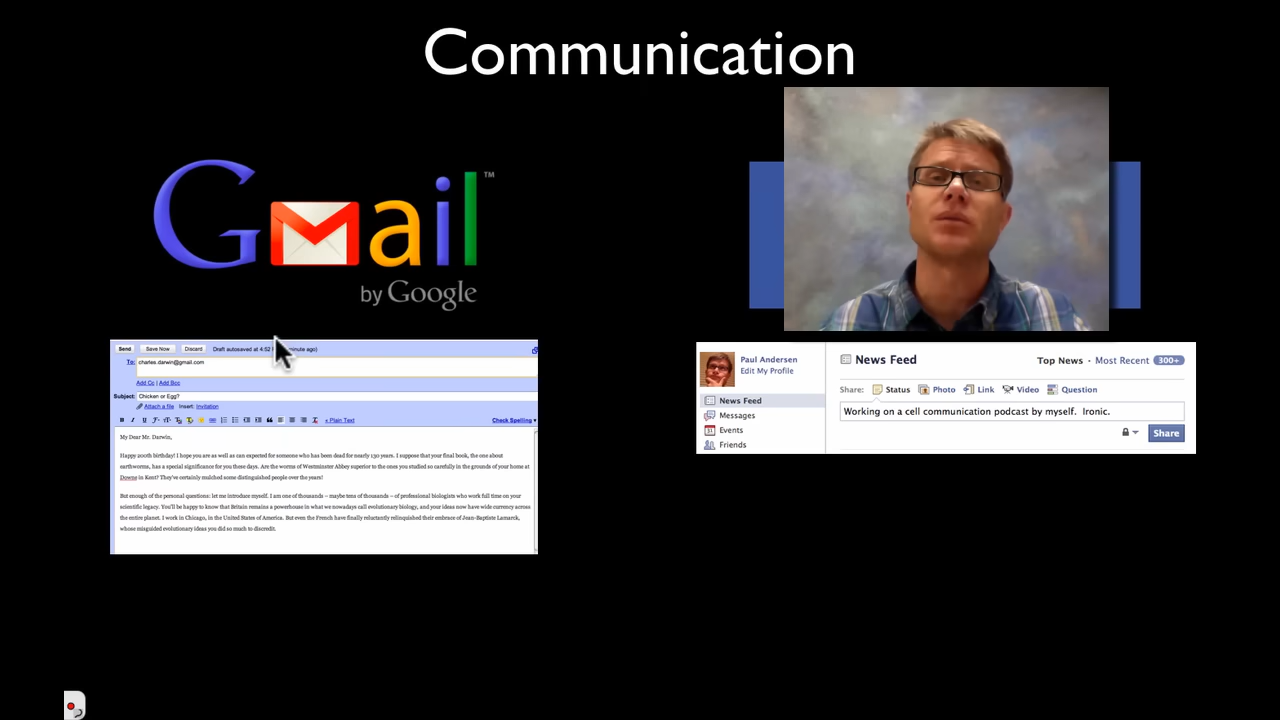 Communication
Gmail™
by Google
Send Save Now Discard Draft autosaved at 4:52 minute ago)
To: charles.darwin@gmail.com
Add Cc | Add Bcc
Subject: Chicken or Egg?
Attach a file Insert: Invitation
« Plain Text Check Spelling
My Dear Mr. Darwin,
Happy 200th birthday! I hope you are as well as can expected for someone who has been dead for nearly 130 years. I suppose that your final book, the one about
earthworms, has a special significance for you these days. Are the worms of Westminster Abbey superior to the ones you studied so carefully in the grounds of your home at
Downs in Kent? They've certainly mulched some distinguished people over the years!
But enough of the personal questions: let me introduce myself. I am one of thousands – maybe tens of thousands – of professional biologists who work full time on your
scientific legacy. You'll be happy to know that Britain remains a powerhouse in what we nowadays call evolutionary biology, and your ideas now have wide currency across
the entire planet. I work in Chicago, in the United States of America. But even the French have finally reluctantly relinquished their embrace of Jean-Baptiste Lamarck,
whose misguided evolutionary ideas you did so much to discredit.
Paul Andersen
Edit My Profile
News Feed
Messages
Events
Friends
News Feed Top News · Most Recent 300+
Share: Status Photo Link Video Question
Working on a cell communication podcast by myself. Ironic.
Share